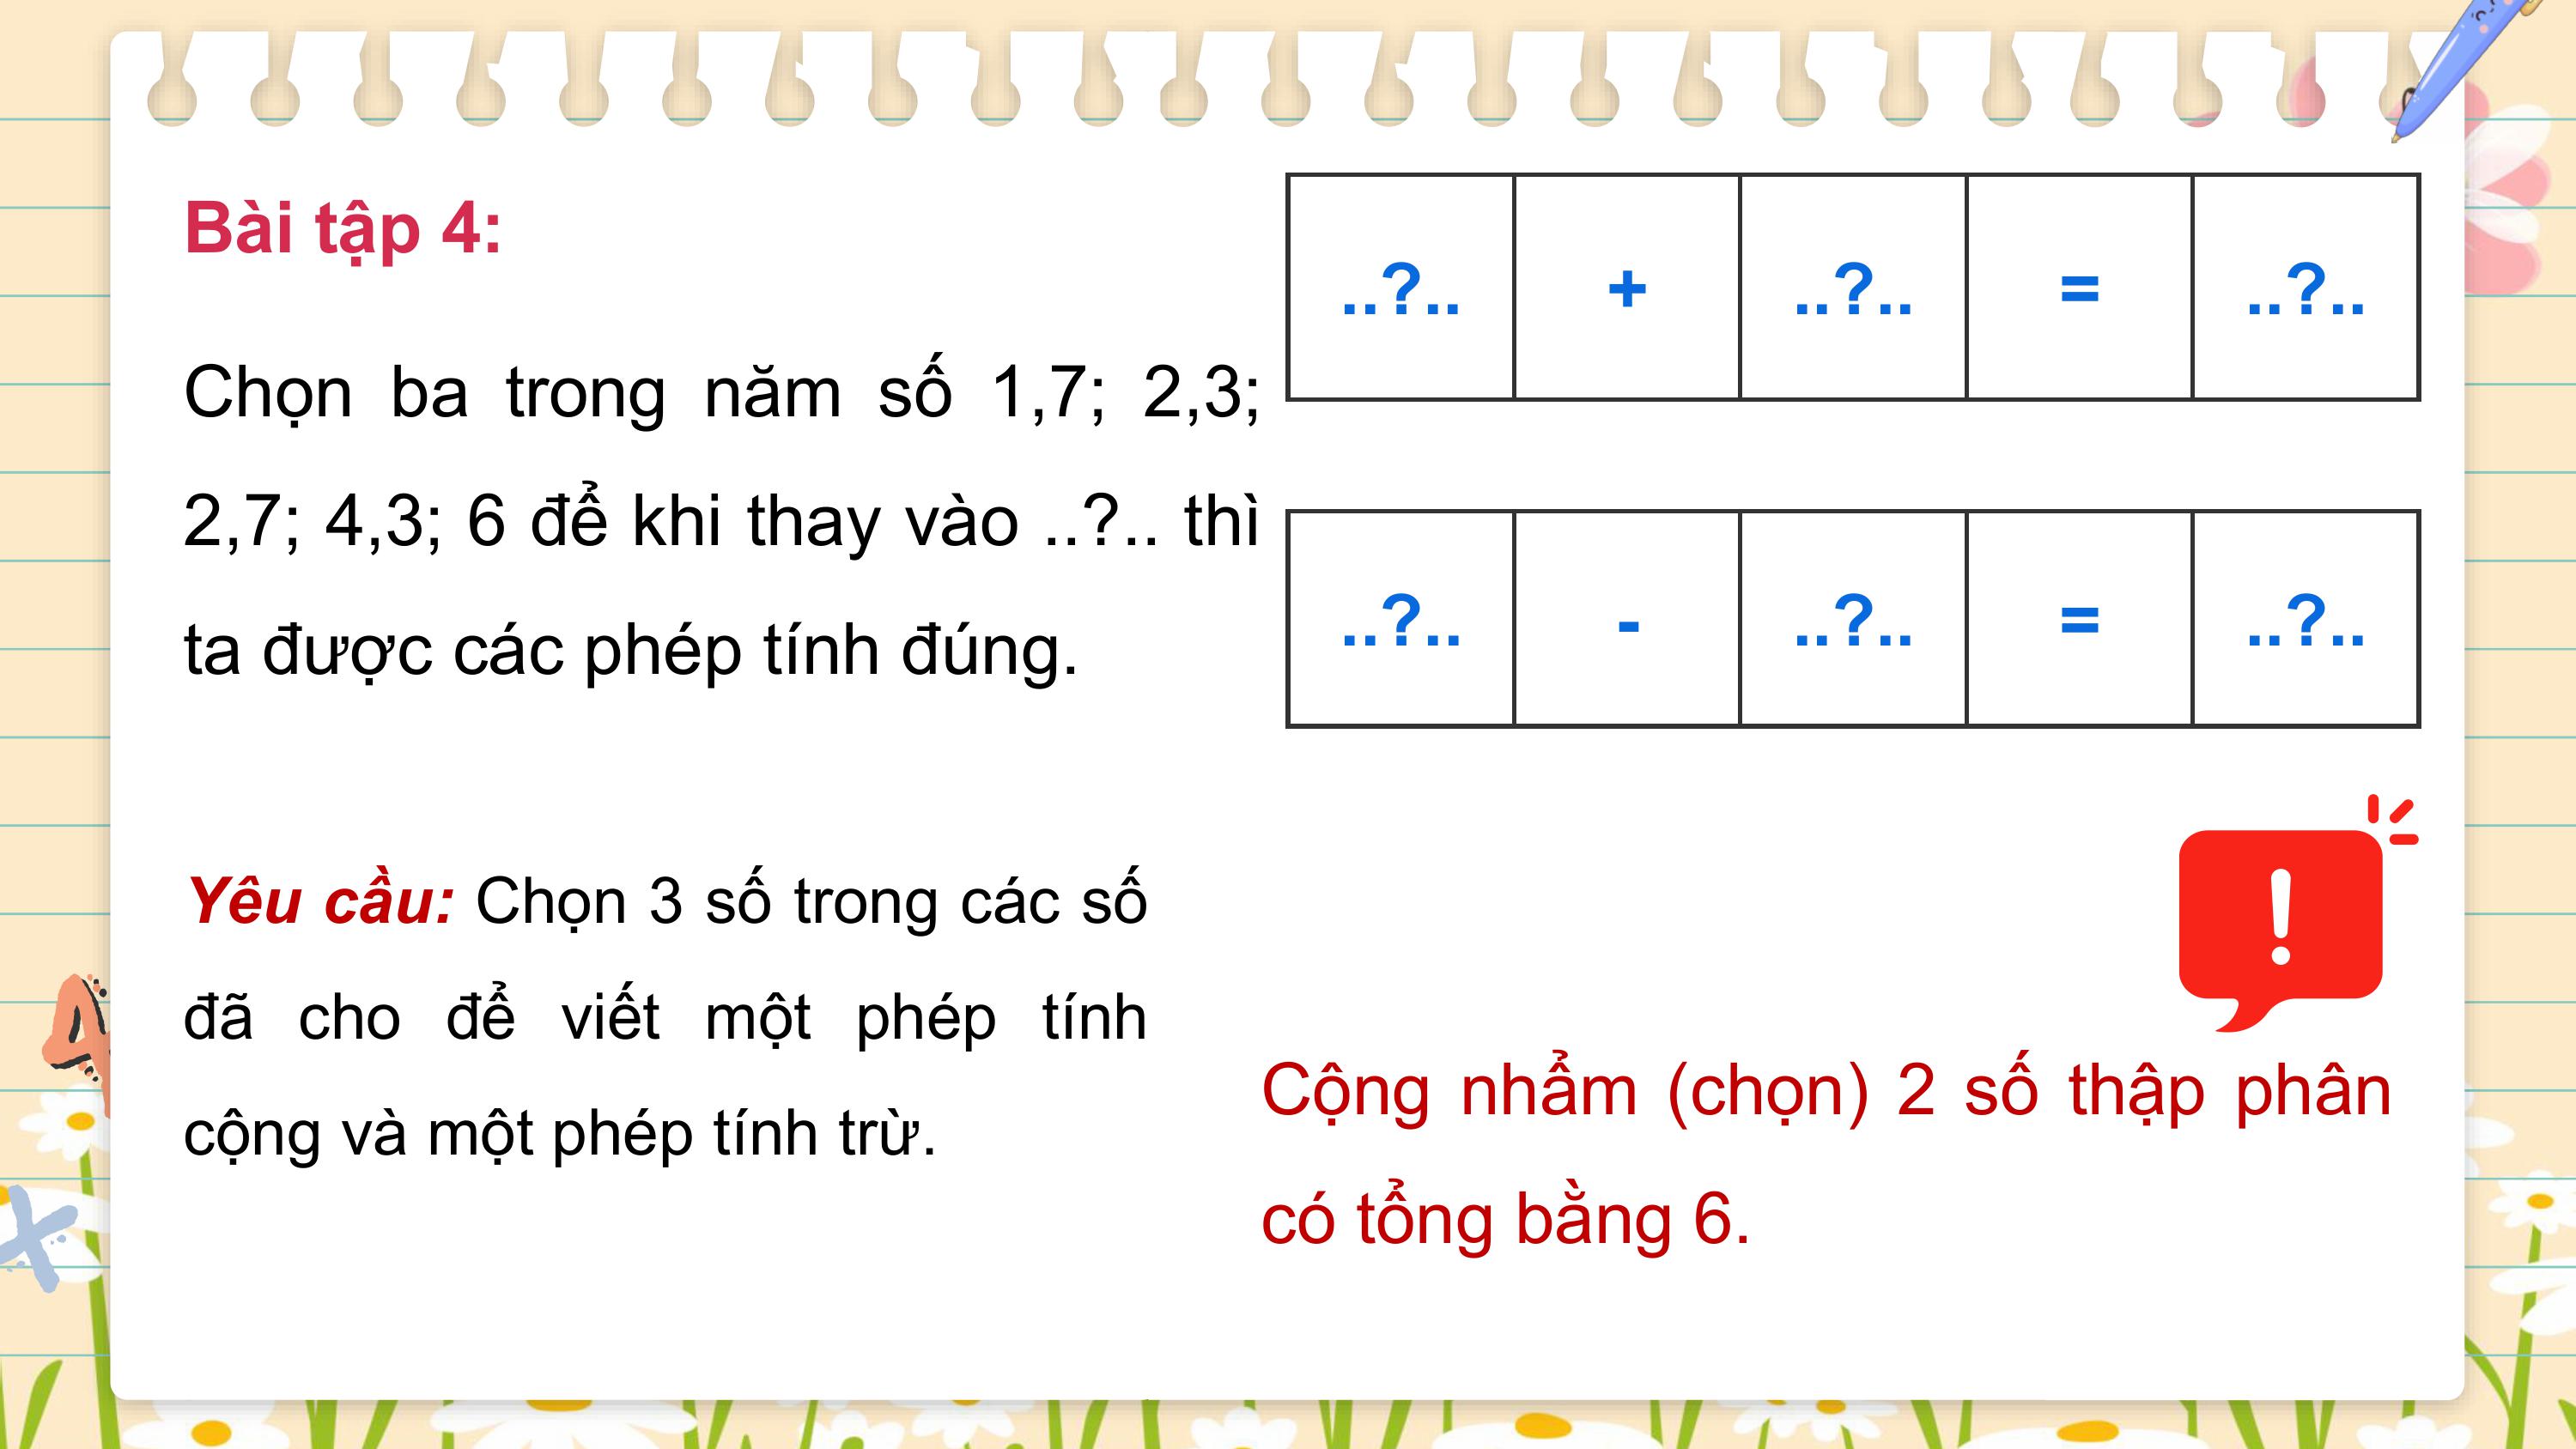 Bài tập 4:
Chọn ba trong năm số 1,7; 2,3;
2,7; 4,3; 6 để khi thay vào ..?.. thì
ta được các phép tính đúng.
..?.. + ..?.. = ..?..
..?.. - ..?.. = ..?..
Yêu cầu: Chọn 3 số trong các số
đã cho để viết một phép tính
cộng và một phép tính trừ.
!
Cộng nhẩm (chọn) 2 số thập phân
có tổng bằng 6.
4
x